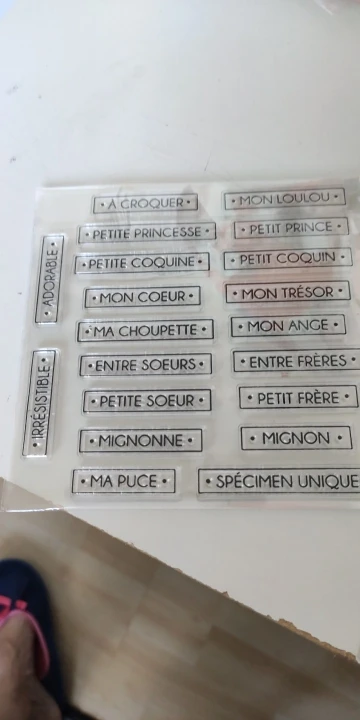 • À CROQUER •
• MON LOULOU •
• PETITE PRINCESSE •
• PETIT PRINCE •
• ADORABLE •
• PETITE COQUINE •
• PETIT COQUIN •
• MON COEUR •
• MON TRÉSOR •
• MA CHOUPETTE •
• MON ANGE •
• IRRÉSISTIBLE •
• ENTRE SOEURS •
• ENTRE FRÈRES •
• PETITE SOEUR •
• PETIT FRÈRE •
• MIGNONNE •
• MIGNON •
• MA PUCE •
• SPÉCIMEN UNIQUE